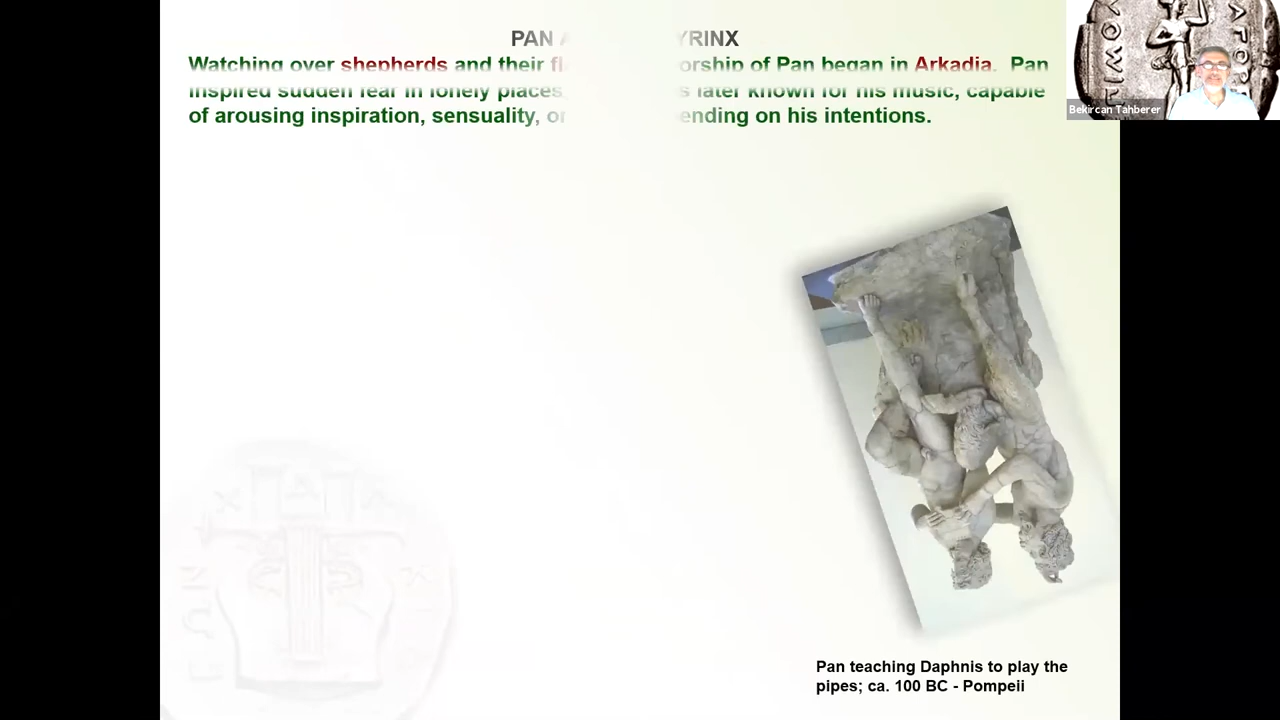 PAN YRINX
Watching over shepherds and their fl orship of Pan began in Arkadia. Pan
inspired sudden fear in lonely places, s later known for his music, capable
of arousing inspiration, sensuality, or ending on his intentions.
Bekircan Tahberer
Pan teaching Daphnis to play the
pipes; ca. 100 BC - Pompeii